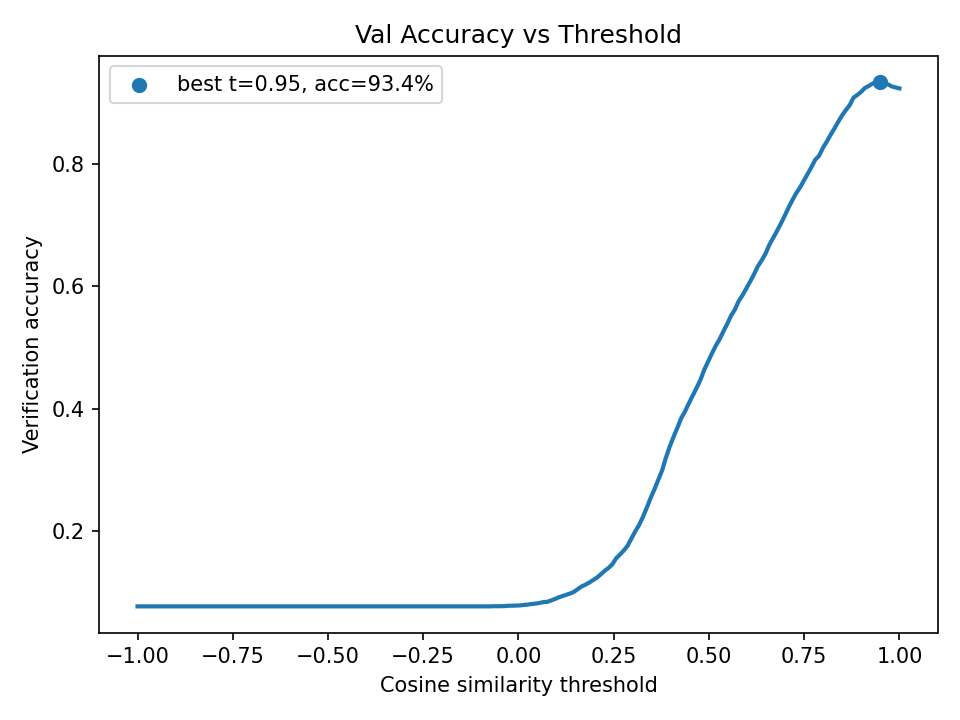 Val Accuracy vs Threshold
best t=0.95, acc=93.4%
Verification accuracy
0.8
0.6
0.4
0.2
−1.00 −0.75 −0.50 −0.25 0.00 0.25 0.50 0.75 1.00
Cosine similarity threshold